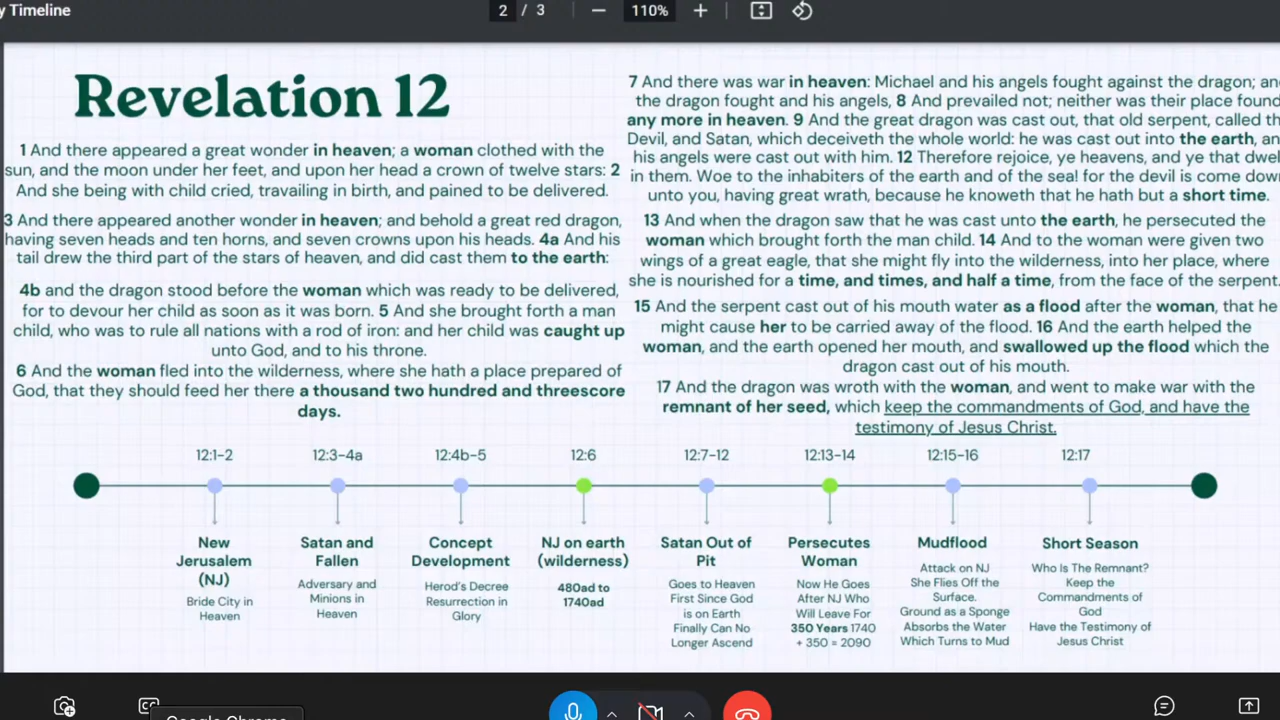 y Timeline
2 / 3
110%
Revelation 12
1 And there appeared a great wonder in heaven; a woman clothed with the
sun, and the moon under her feet, and upon her head a crown of twelve stars: 2
And she being with child cried, travailing in birth, and pained to be delivered.
3 And there appeared another wonder in heaven; and behold a great red dragon,
having seven heads and ten horns, and seven crowns upon his heads. 4a And his
tail drew the third part of the stars of heaven, and did cast them to the earth:
4b and the dragon stood before the woman which was ready to be delivered,
for to devour her child as soon as it was born. 5 And she brought forth a man
child, who was to rule all nations with a rod of iron: and her child was caught up
unto God, and to his throne.
6 And the woman fled into the wilderness, where she hath a place prepared of
God, that they should feed her there a thousand two hundred and threescore
days.
7 And there was war in heaven: Michael and his angels fought against the dragon; an
the dragon fought and his angels, 8 And prevailed not; neither was their place found
any more in heaven. 9 And the great dragon was cast out, that old serpent, called th
Devil, and Satan, which deceiveth the whole world: he was cast out into the earth, an
his angels were cast out with him. 12 Therefore rejoice, ye heavens, and ye that dwel
in them. Woe to the inhabiters of the earth and of the sea! for the devil is come down
unto you, having great wrath, because he knoweth that he hath but a short time.
13 And when the dragon saw that he was cast unto the earth, he persecuted the
woman which brought forth the man child. 14 And to the woman were given two
wings of a great eagle, that she might fly into the wilderness, into her place, where
she is nourished for a time, and times, and half a time, from the face of the serpent.
15 And the serpent cast out of his mouth water as a flood after the woman, that he
might cause her to be carried away of the flood. 16 And the earth helped the
woman, and the earth opened her mouth, and swallowed up the flood which the
dragon cast out of his mouth.
17 And the dragon was wroth with the woman, and went to make war with the
remnant of her seed, which keep the commandments of God, and have the
testimony of Jesus Christ.
12:1-2
12:3-4a
12:4b-5
12:6
12:7-12
12:13-14
12:15-16
12:17
New
Jerusalem
(NJ)
Bride City in
Heaven
Satan and
Fallen
Adversary and
Minions in
Heaven
Concept
Development
Herod's Decree
Resurrection in
Glory
NJ on earth
(wilderness)
480ad to
1740ad
Satan Out of
Pit
Goes to Heaven
First Since God
is on Earth
Finally Can No
Longer Ascend
Persecutes
Woman
Now He Goes
After NJ Who
Will Leave For
350 Years 1740
+ 350 = 2090
Mudflood
Attack on NJ
She Flies Off the
Surface.
Ground as a Sponge
Absorbs the Water
Which Turns to Mud
Short Season
Who Is The Remnant?
Keep the
Commandments of
God
Have the Testimony of
Jesus Christ
CC
Google Chrome